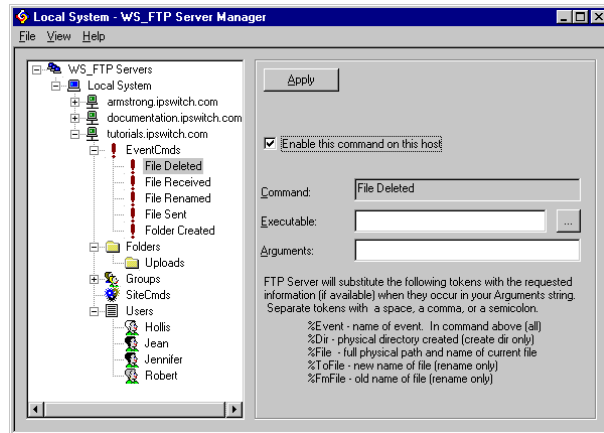 Local System - WS_FTP Server Manager
File View Help
WS_FTP Servers
Local System
armstrong.ipswitch.com
documentation.ipswitch.com
tutorials.ipswitch.com
EventCmds
File Deleted
File Received
File Renamed
File Sent
Folder Created
Folders
Uploads
Groups
SiteCmds
Users
Hollis
Jean
Jennifer
Robert
Apply
Enable this command on this host
Command: File Deleted
Executable: ...
Arguments:
FTP Server will substitute the following tokens with the requested
information (if available) when they occur in your Arguments string.
Separate tokens with a space, a comma, or a semicolon.
%Event - name of event. In command above (all)
%Dir - physical directory created (create dir only)
%File - full physical path and name of current file
%ToFile - new name of file (rename only)
%FmFile - old name of file (rename only)